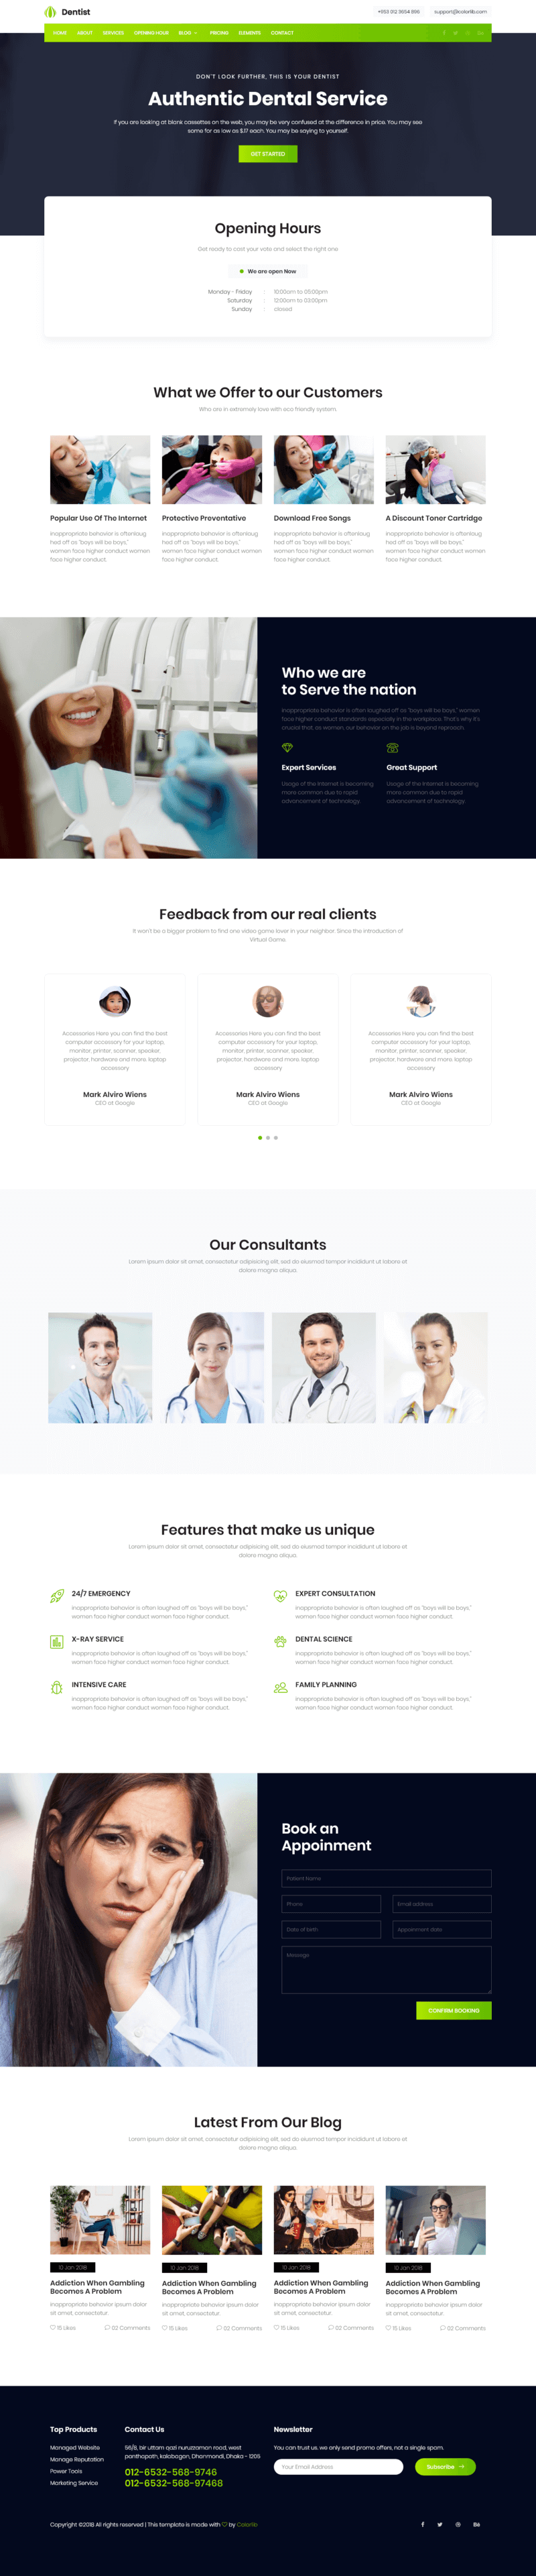 Dentist
+953 012 3654 896
support@colorlib.com
HOME ABOUT SERVICES OPENING HOUR BLOG PRICING ELEMENTS CONTACT
DON'T LOOK FURTHER, THIS IS YOUR DENTIST
Authentic Dental Service
If you are looking at blank cassettes on the web, you may be very confused at the difference in price. You may see
some for as low as $.17 each. You may be saying to yourself.
GET STARTED
Opening Hours
Get ready to cast your vote and select the right one
We are open Now
Monday - Friday : 10:00am to 05:00pm
Saturday : 12:00am to 03:00pm
Sunday : closed
What we Offer to our Customers
Who are in extremely love with eco friendly system.
Popular Use Of The Internet
inappropriate behavior is oftenlaug
hed off as "boys will be boys,"
women face higher conduct women
face higher conduct.
Protective Preventative
inappropriate behavior is oftenlaug
hed off as "boys will be boys,"
women face higher conduct women
face higher conduct.
Download Free Songs
inappropriate behavior is oftenlaug
hed off as "boys will be boys,"
women face higher conduct women
face higher conduct.
A Discount Toner Cartridge
inappropriate behavior is oftenlaug
hed off as "boys will be boys,"
women face higher conduct women
face higher conduct.
Who we are
to Serve the nation
inappropriate behavior is often laughed off as "boys will be boys," women
face higher conduct standards especially in the workplace. That's why it's
crucial that, as women, our behavior on the job is beyond reproach.
Expert Services
Usage of the Internet is becoming
more common due to rapid
advancement of technology.
Great Support
Usage of the Internet is becoming
more common due to rapid
advancement of technology.
Feedback from our real clients
It won't be a bigger problem to find one video game lover in your neighbor. Since the introduction of
Virtual Game.
Accessories Here you can find the best
computer accessory for your laptop,
monitor, printer, scanner, speaker,
projector, hardware and more. laptop
accessory
Mark Alviro Wiens
CEO at Google
Accessories Here you can find the best
computer accessory for your laptop,
monitor, printer, scanner, speaker,
projector, hardware and more. laptop
accessory
Mark Alviro Wiens
CEO at Google
Accessories Here you can find the best
computer accessory for your laptop,
monitor, printer, scanner, speaker,
projector, hardware and more. laptop
accessory
Mark Alviro Wiens
CEO at Google
Our Consultants
Lorem ipsum dolor sit amet, consectetur adipisicing elit, sed do eiusmod tempor incididunt ut labore et
dolore magna aliqua.
Features that make us unique
Lorem ipsum dolor sit amet, consectetur adipisicing elit, sed do eiusmod tempor incididunt ut labore et
dolore magna aliqua.
24/7 EMERGENCY
inappropriate behavior is often laughed off as "boys will be boys,"
women face higher conduct women face higher conduct.
EXPERT CONSULTATION
inappropriate behavior is often laughed off as "boys will be boys,"
women face higher conduct women face higher conduct.
X-RAY SERVICE
inappropriate behavior is often laughed off as "boys will be boys,"
women face higher conduct women face higher conduct.
DENTAL SCIENCE
inappropriate behavior is often laughed off as "boys will be boys,"
women face higher conduct women face higher conduct.
INTENSIVE CARE
inappropriate behavior is often laughed off as "boys will be boys,"
women face higher conduct women face higher conduct.
FAMILY PLANNING
inappropriate behavior is often laughed off as "boys will be boys,"
women face higher conduct women face higher conduct.
Book an
Appoinment
Patient Name
Phone
Email address
Date of birth
Appoinment date
Message
CONFIRM BOOKING
Latest From Our Blog
Lorem ipsum dolor sit amet, consectetur adipisicing elit, sed do eiusmod tempor incididunt ut labore et
dolore magna aliqua.
10 Jan 2018
Addiction When Gambling
Becomes A Problem
inappropriate behavior ipsum dolor
sit amet, consectetur.
15 Likes 02 Comments
10 Jan 2018
Addiction When Gambling
Becomes A Problem
inappropriate behavior ipsum dolor
sit amet, consectetur.
15 Likes 02 Comments
10 Jan 2018
Addiction When Gambling
Becomes A Problem
inappropriate behavior ipsum dolor
sit amet, consectetur.
15 Likes 02 Comments
10 Jan 2018
Addiction When Gambling
Becomes A Problem
inappropriate behavior ipsum dolor
sit amet, consectetur.
15 Likes 02 Comments
Top Products
Managed Website
Manage Reputation
Power Tools
Marketing Service
Contact Us
56/8, bir uttam qazi nuruzzaman road, west
panthapath, kalabagan, Dhanmondi, Dhaka - 1205
012-6532-568-9746
012-6532-568-97468
Newsletter
You can trust us. we only send promo offers, not a single spam.
Your Email Address
Subscribe
Copyright ©2018 All rights reserved | This template is made with ♡ by Colorlib